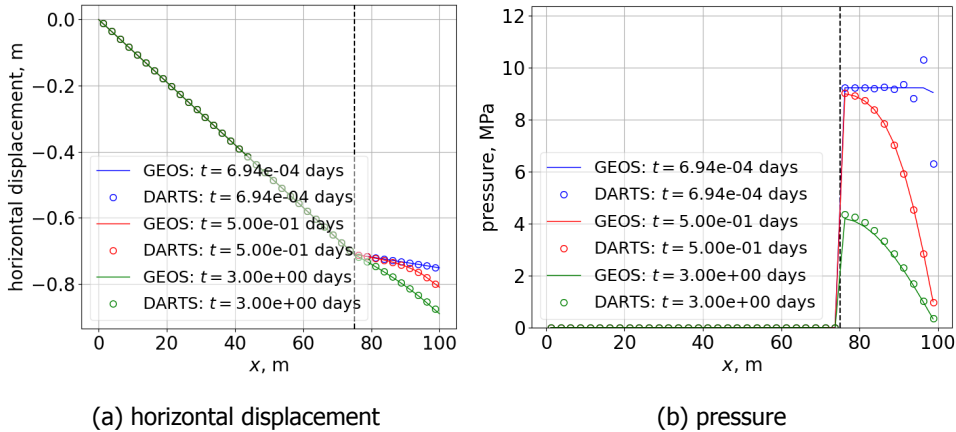 0.0
−0.2
−0.4
−0.6
−0.8
horizontal displacement, m
GEOS: t = 6.94e-04 days
DARTS: t = 6.94e-04 days
GEOS: t = 5.00e-01 days
DARTS: t = 5.00e-01 days
GEOS: t = 3.00e+00 days
DARTS: t = 3.00e+00 days
0 20 40 60 80 100
x, m
(a) horizontal displacement
12
10
8
6
4
2
0
pressure, MPa
GEOS: t = 6.94e-04 days
DARTS: t = 6.94e-04 days
GEOS: t = 5.00e-01 days
DARTS: t = 5.00e-01 days
GEOS: t = 3.00e+00 days
DARTS: t = 3.00e+00 days
0 20 40 60 80 100
x, m
(b) pressure